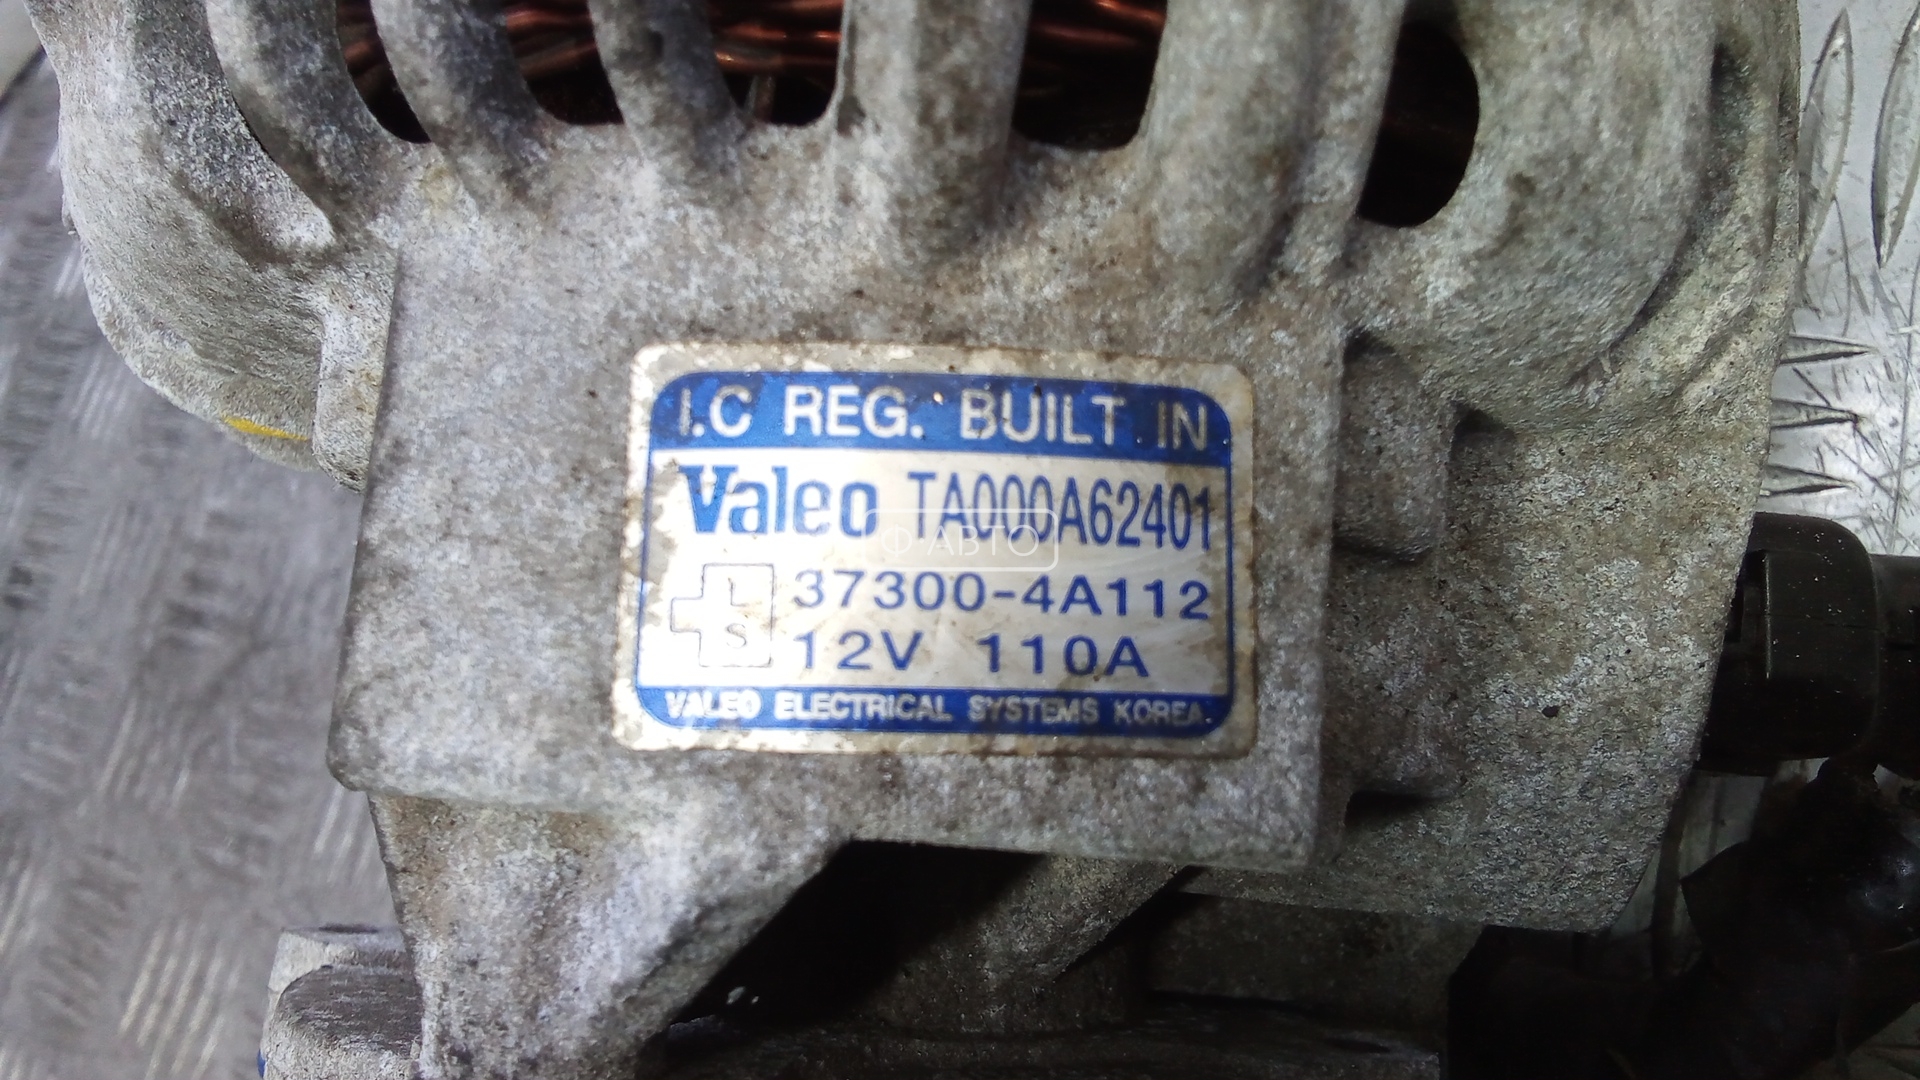 I.C REG. BUILT IN
Valeo TA000A62401
Ф АВТО
L 37300-4A112
S 12V 110A
VALEO ELECTRICAL SYSTEMS KOREA.